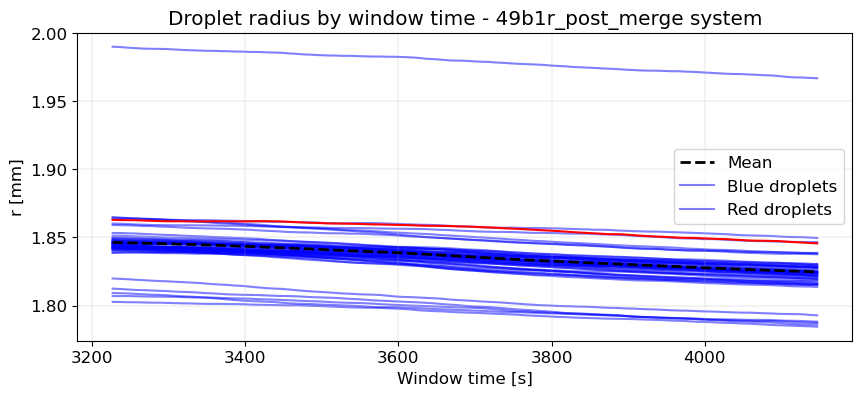 Droplet radius by window time - 49b1r_post_merge system
2.00
1.95
1.90
1.85
1.80
r [mm]
Mean
Blue droplets
Red droplets
3200
3400
3600
3800
4000
Window time [s]